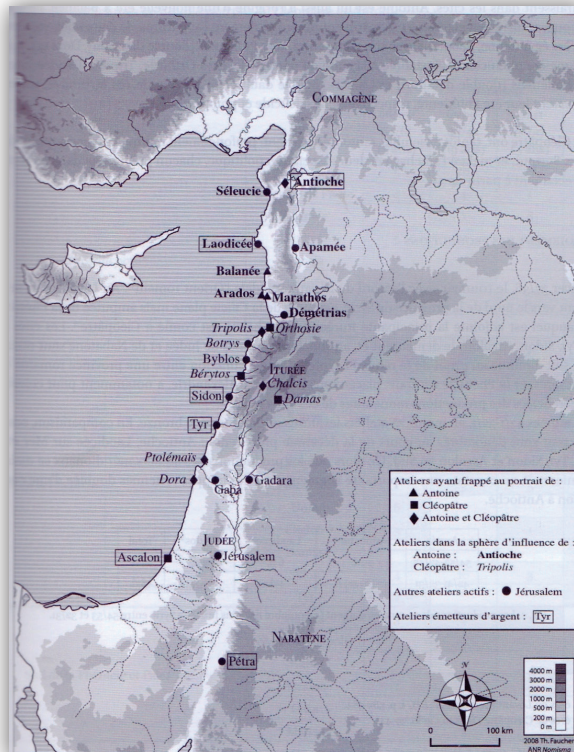 COMMAGÈNE
Antioche
Séleucie
Laodicée
Apamée
Balanée
Arados
Marathos
Démétrias
Tripolis
Orthosie
Botrys
Byblos
ITURÉE
Bérytos
Chalcis
Damas
Sidon
Tyr
Ptolémaïs
Dora
Gaba
Gadara
JUDÉE
Ascalon
Jérusalem
NABATÈNE
Pétra
Ateliers ayant frappé au portrait de :
Antoine
Cléopâtre
Antoine et Cléopâtre
Ateliers dans la sphère d'influence de :
Antoine : Antioche
Cléopâtre : Tripolis
Autres ateliers actifs : Jérusalem
Ateliers émetteurs d'argent : Tyr
N
0 100 km
4000 m
3000 m
2000 m
1000 m
500 m
200 m
0 m
2008 Th. Faucher
ANR Nomisma